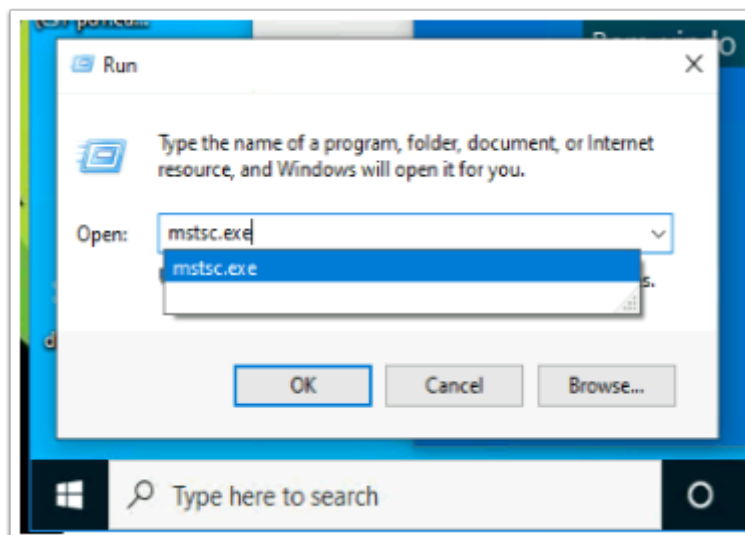 Run
Type the name of a program, folder, document, or Internet
resource, and Windows will open it for you.
Open: mstsc.exe
mstsc.exe
s.
OK Cancel Browse...
Type here to search